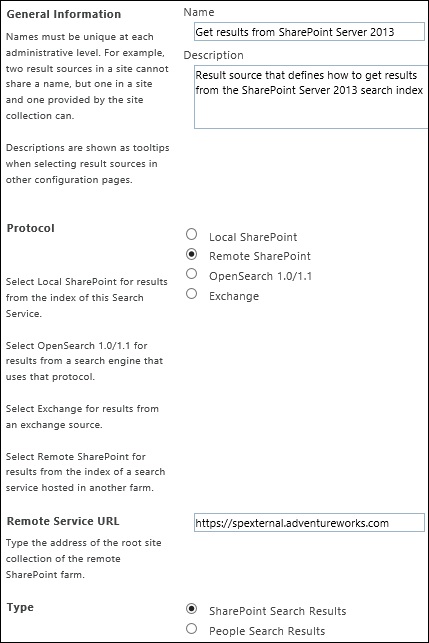 General Information
Names must be unique at each
administrative level. For example,
two result sources in a site cannot
share a name, but one in a site
and one provided by the site
collection can.
Descriptions are shown as tooltips
when selecting result sources in
other configuration pages.
Name
Get results from SharePoint Server 2013
Description
Result source that defines how to get results
from the SharePoint Server 2013 search index
Protocol
Select Local SharePoint for results
from the index of this Search
Service.
Select OpenSearch 1.0/1.1 for
results from a search engine that
uses that protocol.
Select Exchange for results from
an exchange source.
Select Remote SharePoint for
results from the index of a search
service hosted in another farm.
Local SharePoint
Remote SharePoint
OpenSearch 1.0/1.1
Exchange
Remote Service URL
Type the address of the root site
collection of the remote
SharePoint farm.
https://spexternal.adventureworks.com
Type
SharePoint Search Results
People Search Results